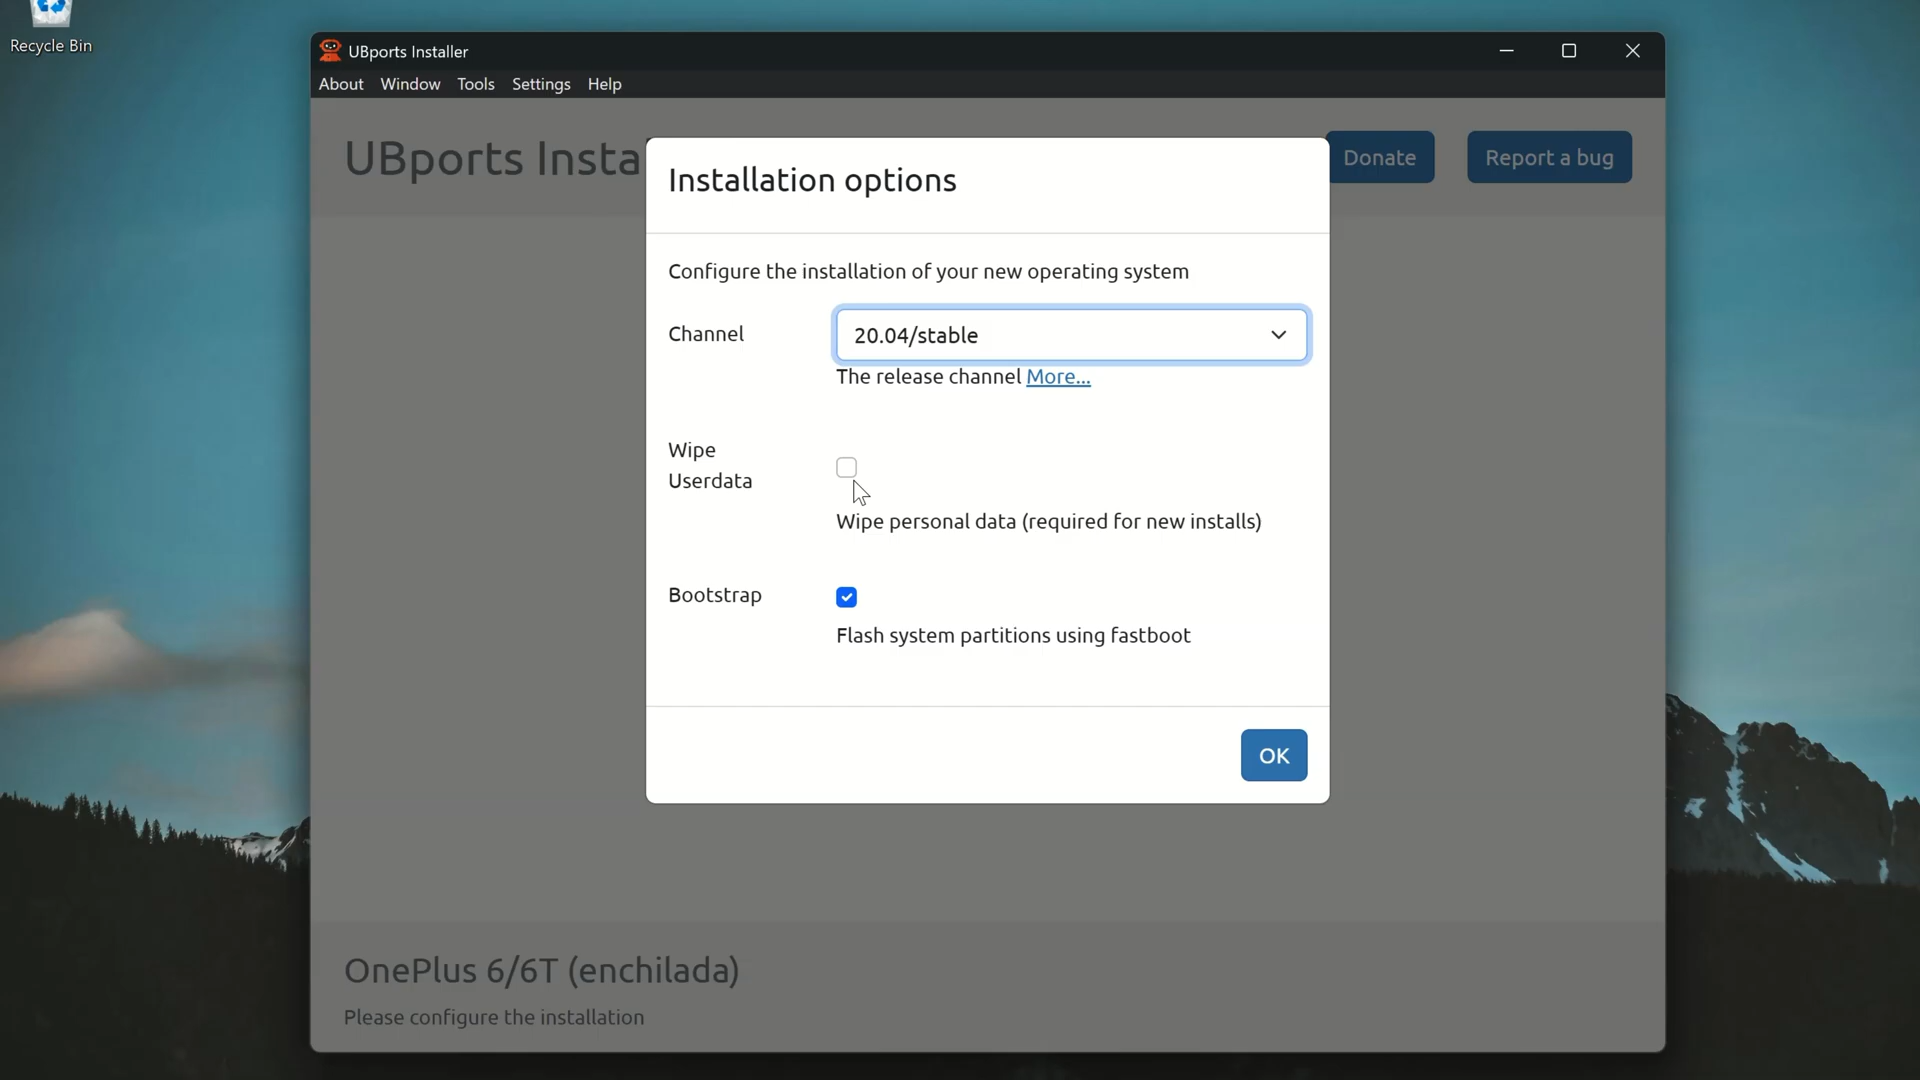 Recycle Bin
UBports Installer
About Window Tools Settings Help
UBports Insta
Donate
Report a bug
Installation options
Configure the installation of your new operating system
Channel
20.04/stable
The release channel More...
Wipe
Userdata
Wipe personal data (required for new installs)
Bootstrap
Flash system partitions using fastboot
OK
OnePlus 6/6T (enchilada)
Please configure the installation